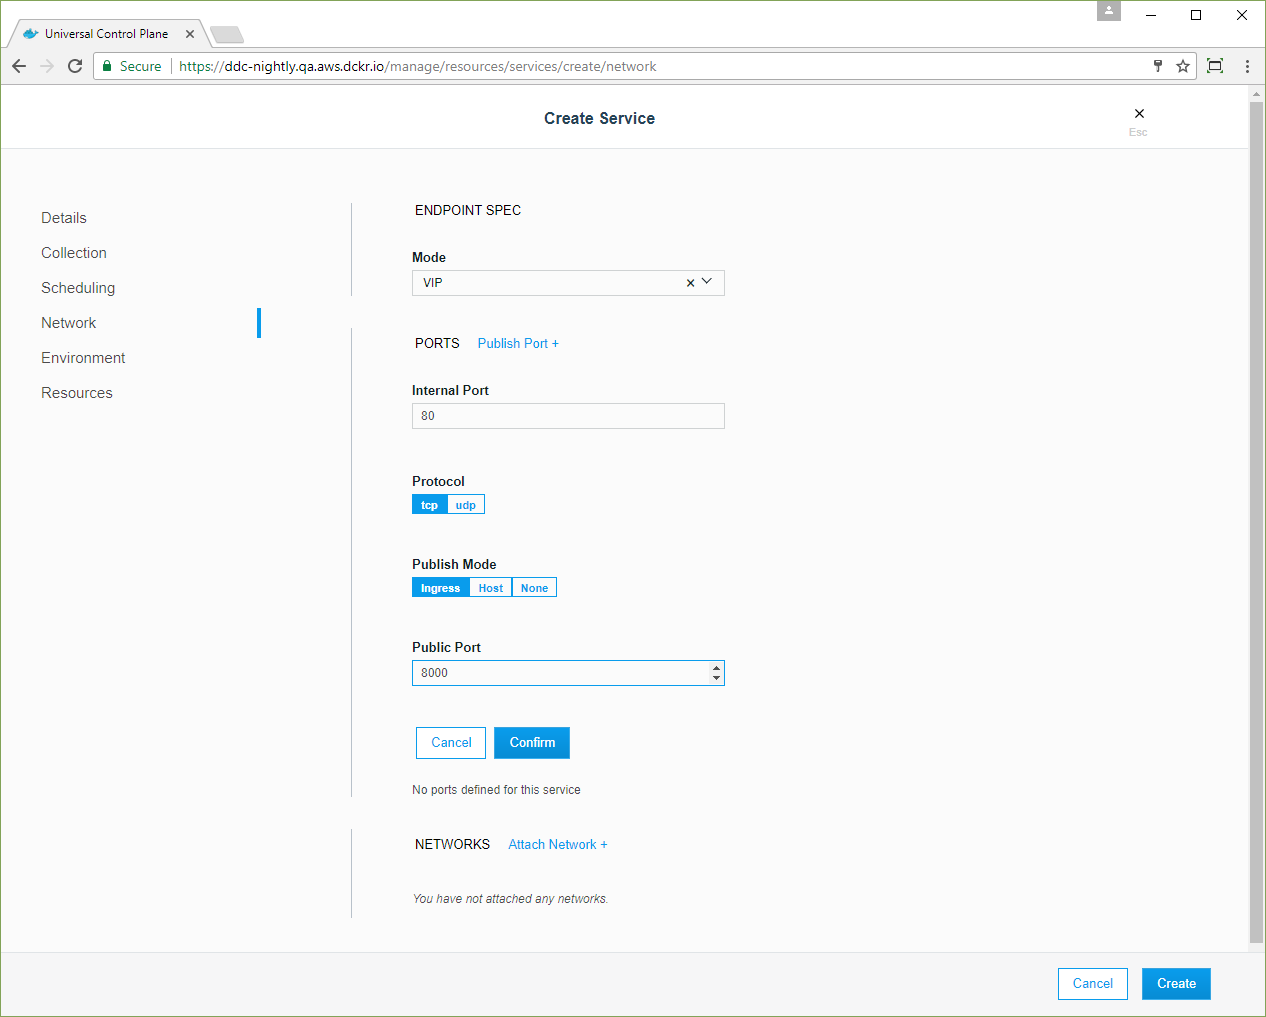 Universal Control Plane
Secure https://ddc-nightly.qa.aws.dckr.io/manage/resources/services/create/network
Create Service
Esc
Details
Collection
Scheduling
Network
Environment
Resources
ENDPOINT SPEC
Mode
VIP
PORTS Publish Port +
Internal Port
80
Protocol
tcp udp
Publish Mode
Ingress Host None
Public Port
8000
Cancel Confirm
No ports defined for this service
NETWORKS Attach Network +
You have not attached any networks.
Cancel Create